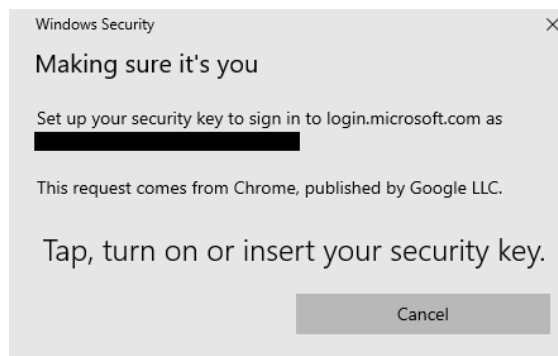 Windows Security
Making sure it's you
Set up your security key to sign in to login.microsoft.com as
This request comes from Chrome, published by Google LLC.
Tap, turn on or insert your security key.
Cancel